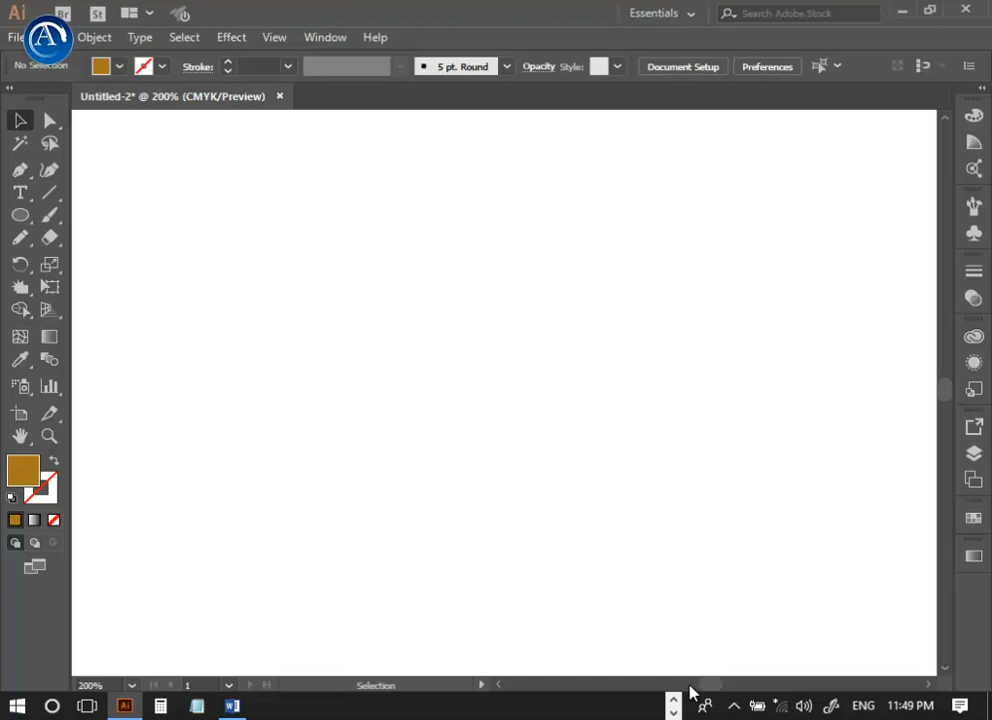 Ai Br St Essentials Search Adobe Stock
File Object Type Select Effect View Window Help
No Selection Stroke: 5 pt. Round Opacity Style: Document Setup Preferences
Untitled-2* @ 200% (CMYK/Preview) ×
T
200% 1 Selection
Ai W ENG 11:49 PM